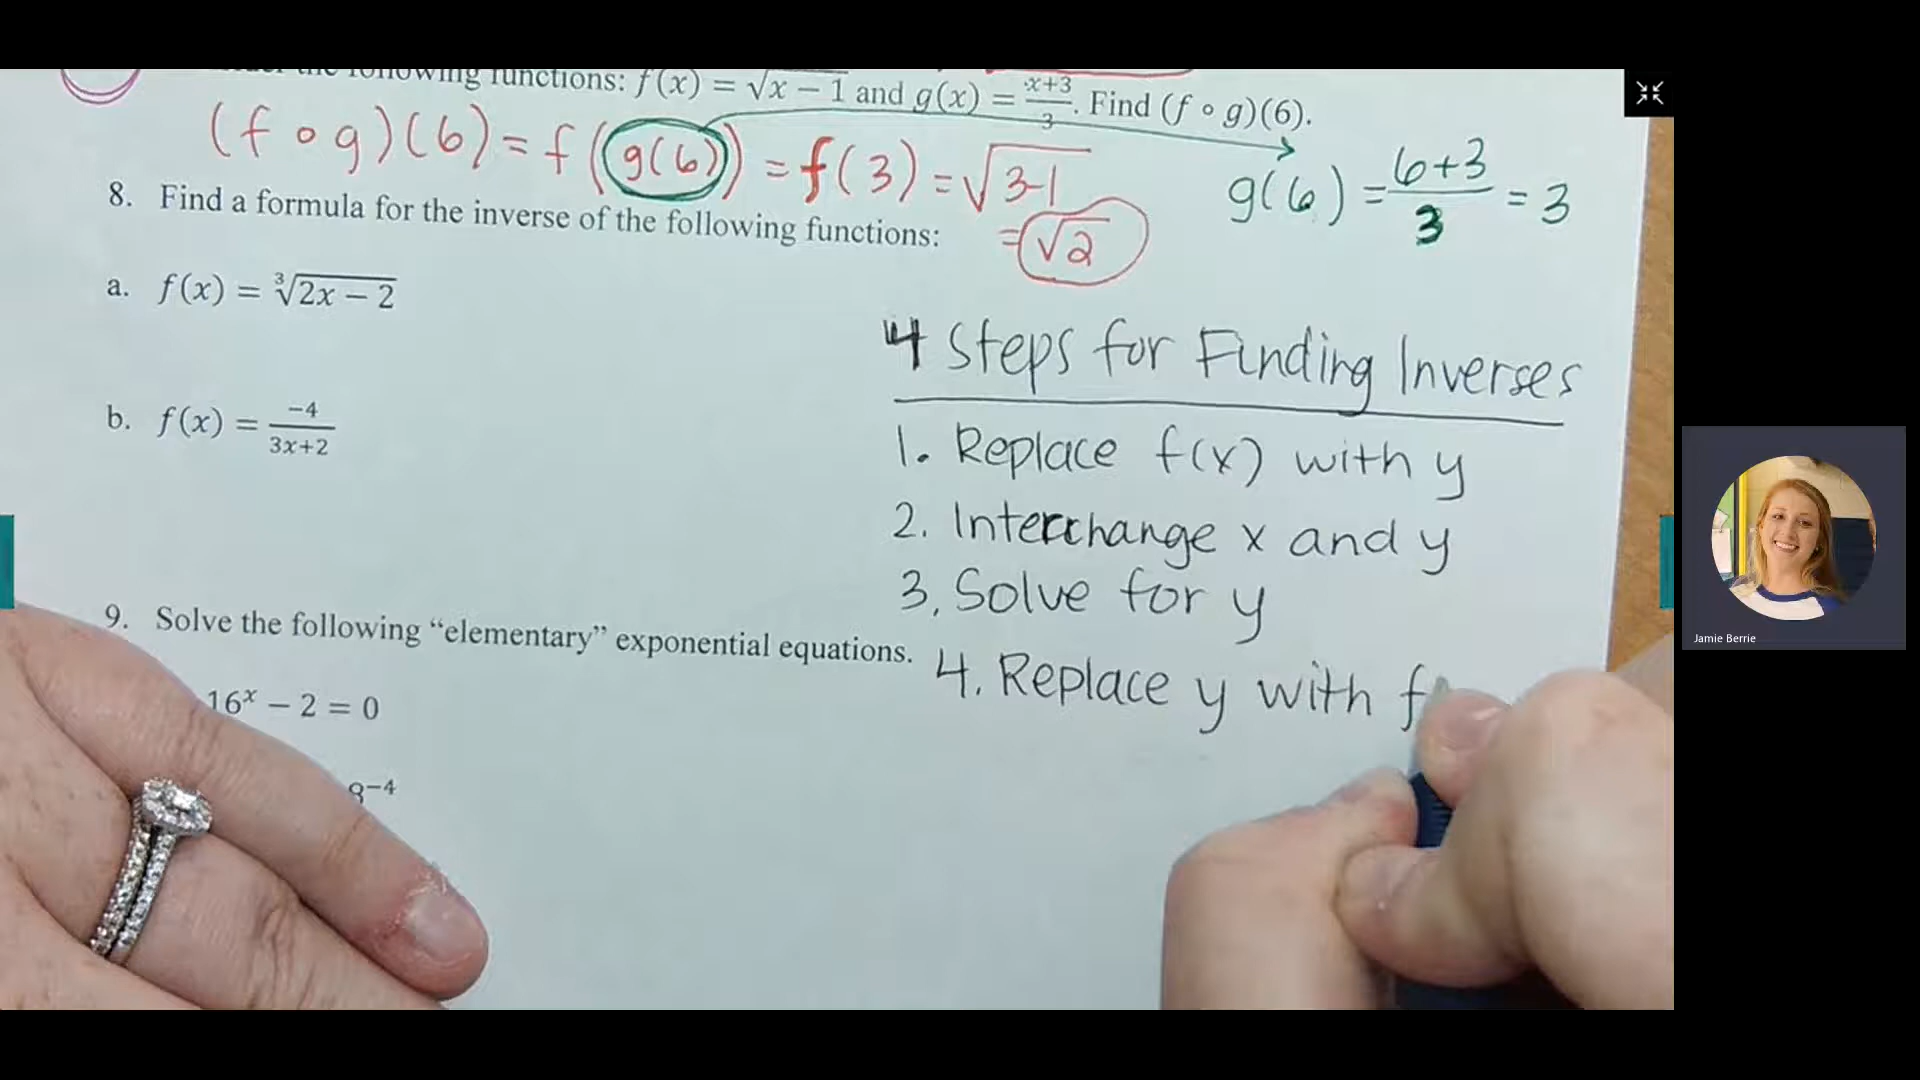 the following functions: f(x) = √x − 1 and g(x) = x+3/3. Find (f ∘ g)(6).
(f ∘ g)(6) = f(g(6)) = f(3) = √3-1
= √2
g(6) = 6+3/3 = 3
8. Find a formula for the inverse of the following functions:
a. f(x) = ∛2x − 2
b. f(x) = −4/3x+2
4 Steps for Finding Inverses
1. Replace f(x) with y
2. Interchange x and y
3. Solve for y
4. Replace y with f
9. Solve the following “elementary” exponential equations.
16ˣ − 2 = 0
⁻⁴
Jamie Berrie